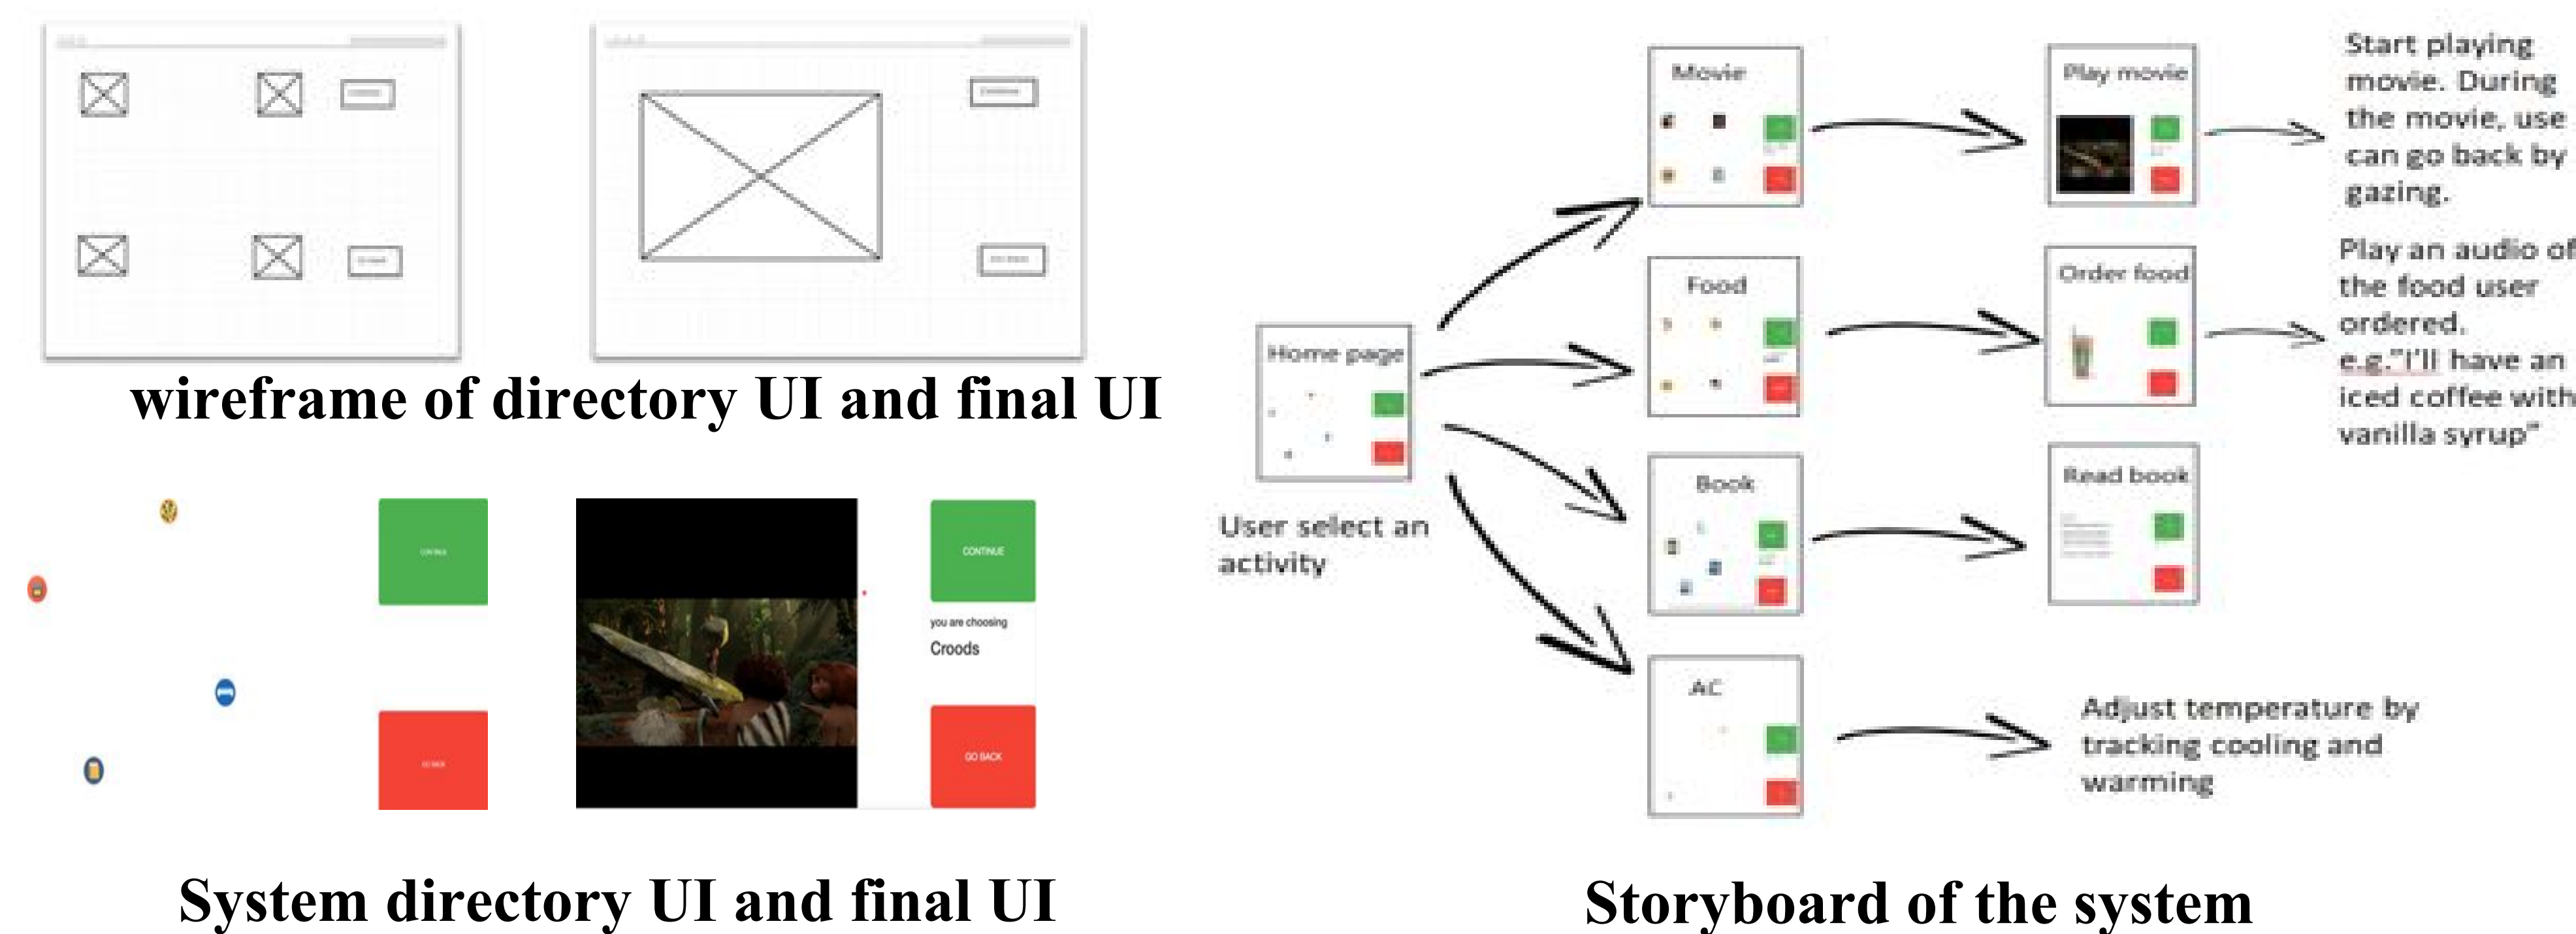 wireframe of directory UI and final UI
CONTINUE
GO BACK
CONTINUE
you are choosing
Croods
GO BACK
System directory UI and final UI
Home page
User select an
activity
Movie
Play movie
Start playing
movie. During
the movie, use
can go back by
gazing.
Food
Order food
Play an audio of
the food user
ordered.
e.g."I'll have an
iced coffee with
vanilla syrup"
Book
Read book
AC
Adjust temperature by
tracking cooling and
warming
Storyboard of the system